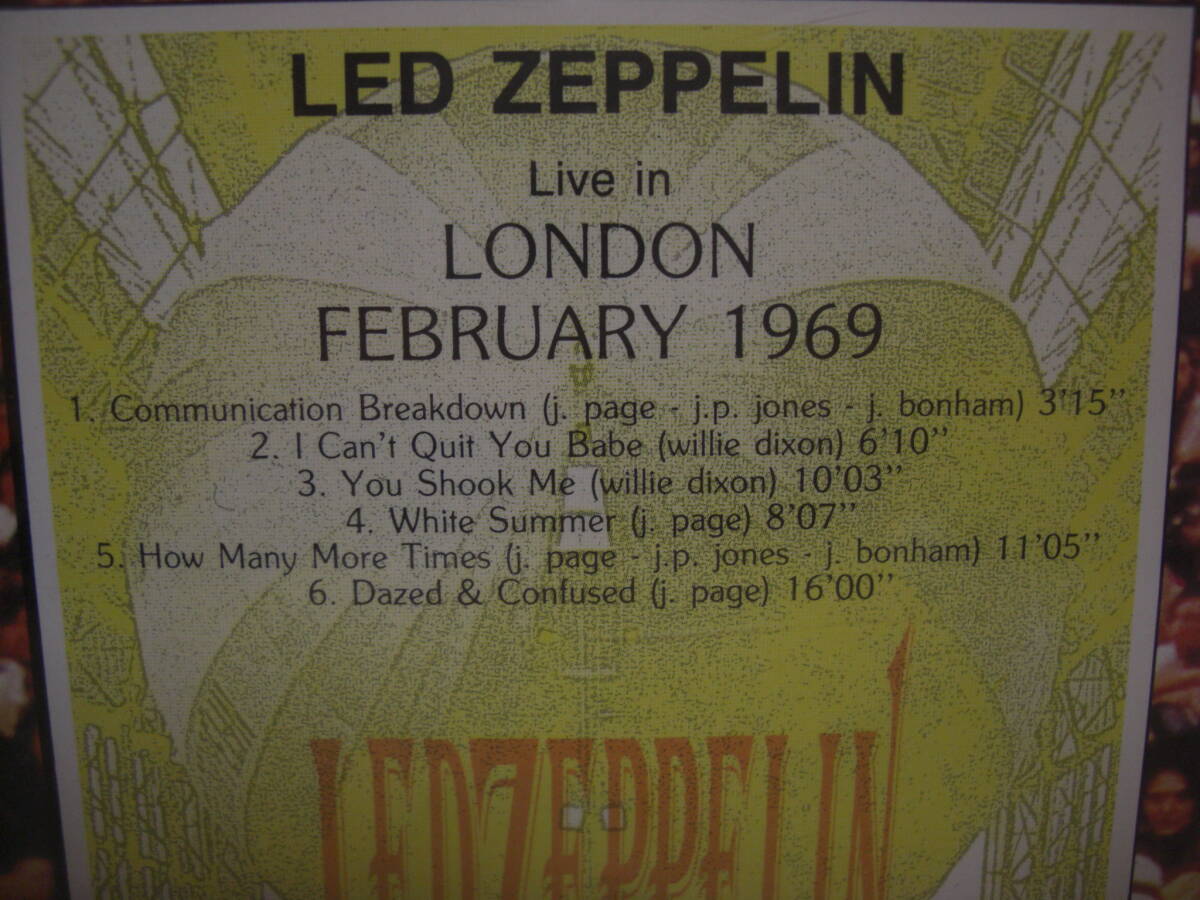 LED ZEPPELIN
Live in
LONDON
FEBRUARY 1969
1. Communication Breakdown (j. page - j.p. jones - j. bonham) 3'15"
2. I Can't Quit You Babe (willie dixon) 6'10"
3. You Shook Me (willie dixon) 10'03"
4. White Summer (j. page) 8'07"
5. How Many More Times (j. page - j.p. jones - j. bonham) 11'05"
6. Dazed & Confused (j. page) 16'00"
LEDZEPPELIN